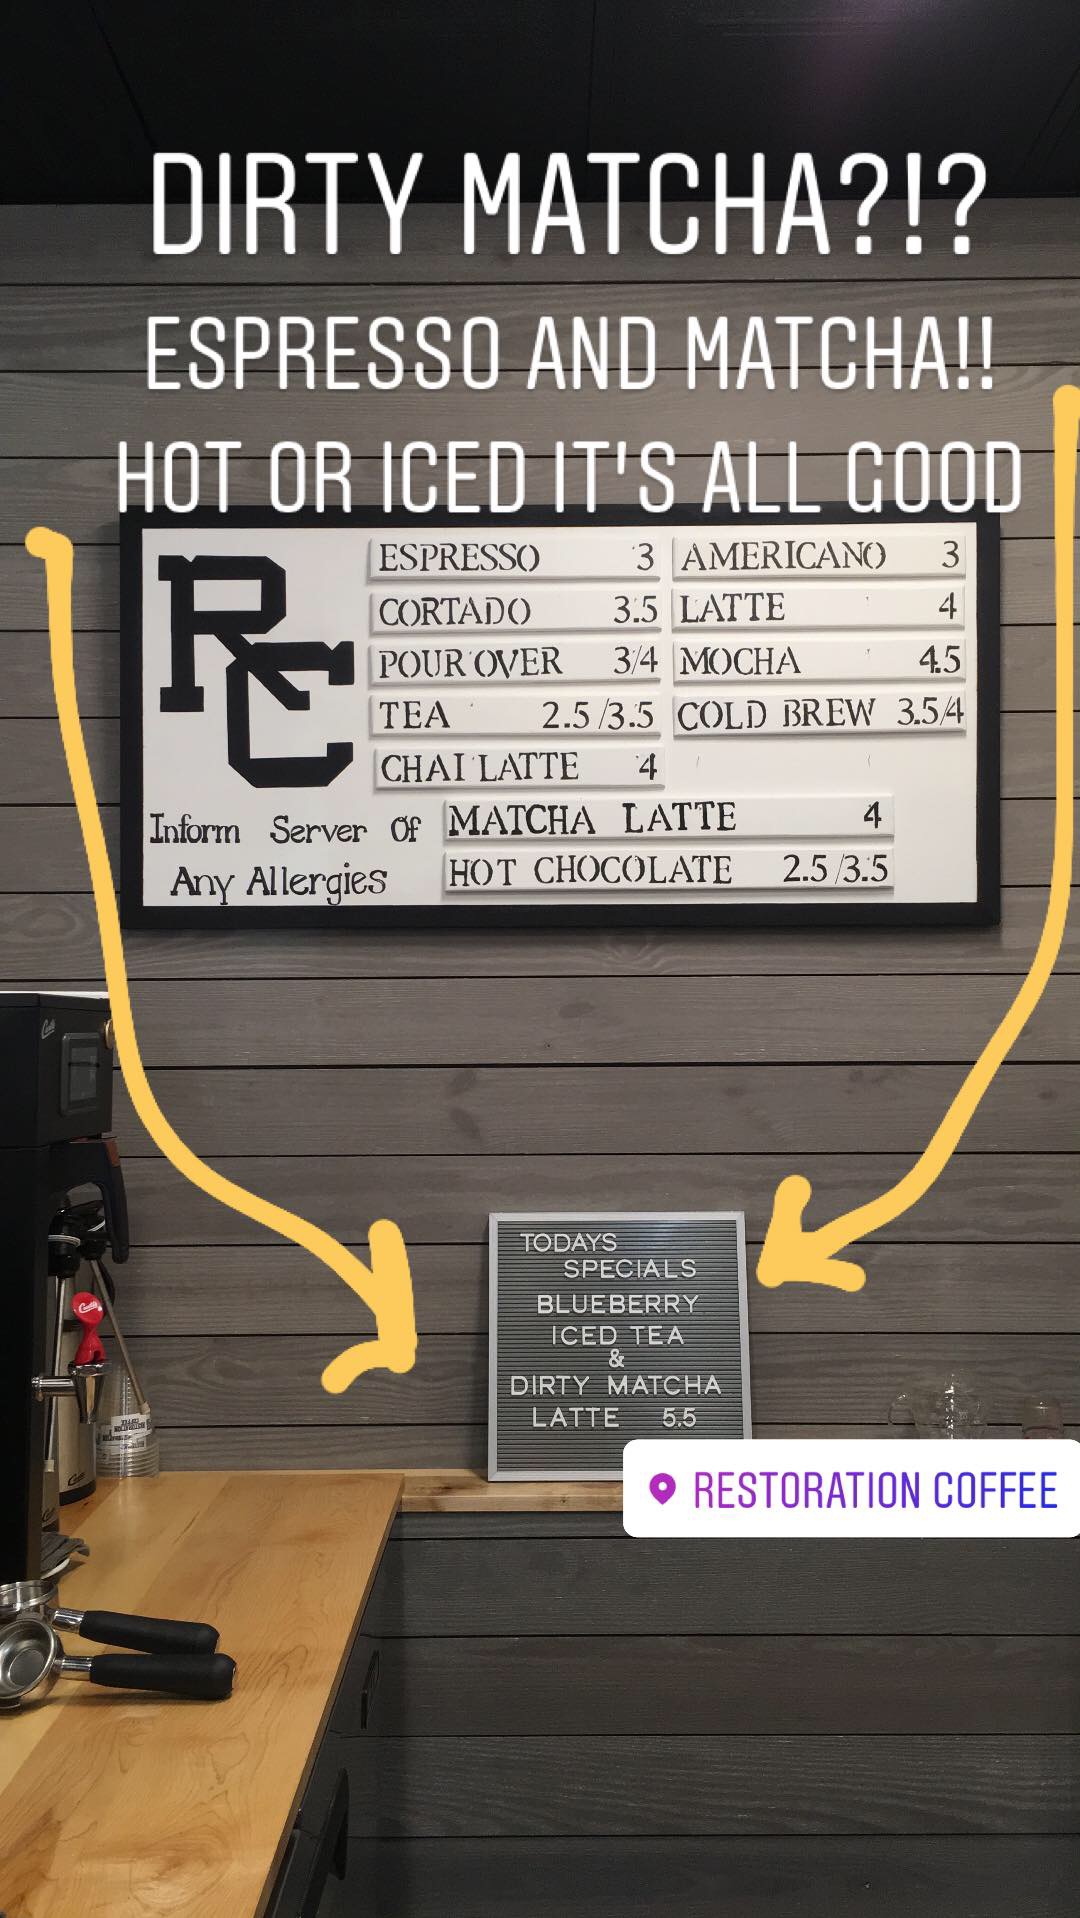 DIRTY MATCHA?!?
ESPRESSO AND MATCHA!!
HOT OR ICED IT'S ALL GOOD
RC
ESPRESSO 3
CORTADO 3.5
POUR OVER 3/4
TEA 2.5/3.5
CHAI LATTE 4
AMERICANO 3
LATTE 4
MOCHA 4.5
COLD BREW 3.5/4
MATCHA LATTE 4
HOT CHOCOLATE 2.5/3.5
Inform Server Of
Any Allergies
TODAYS
SPECIALS
BLUEBERRY
ICED TEA
&
DIRTY MATCHA
LATTE 5.5
RESTORATION COFFEE
Curtis